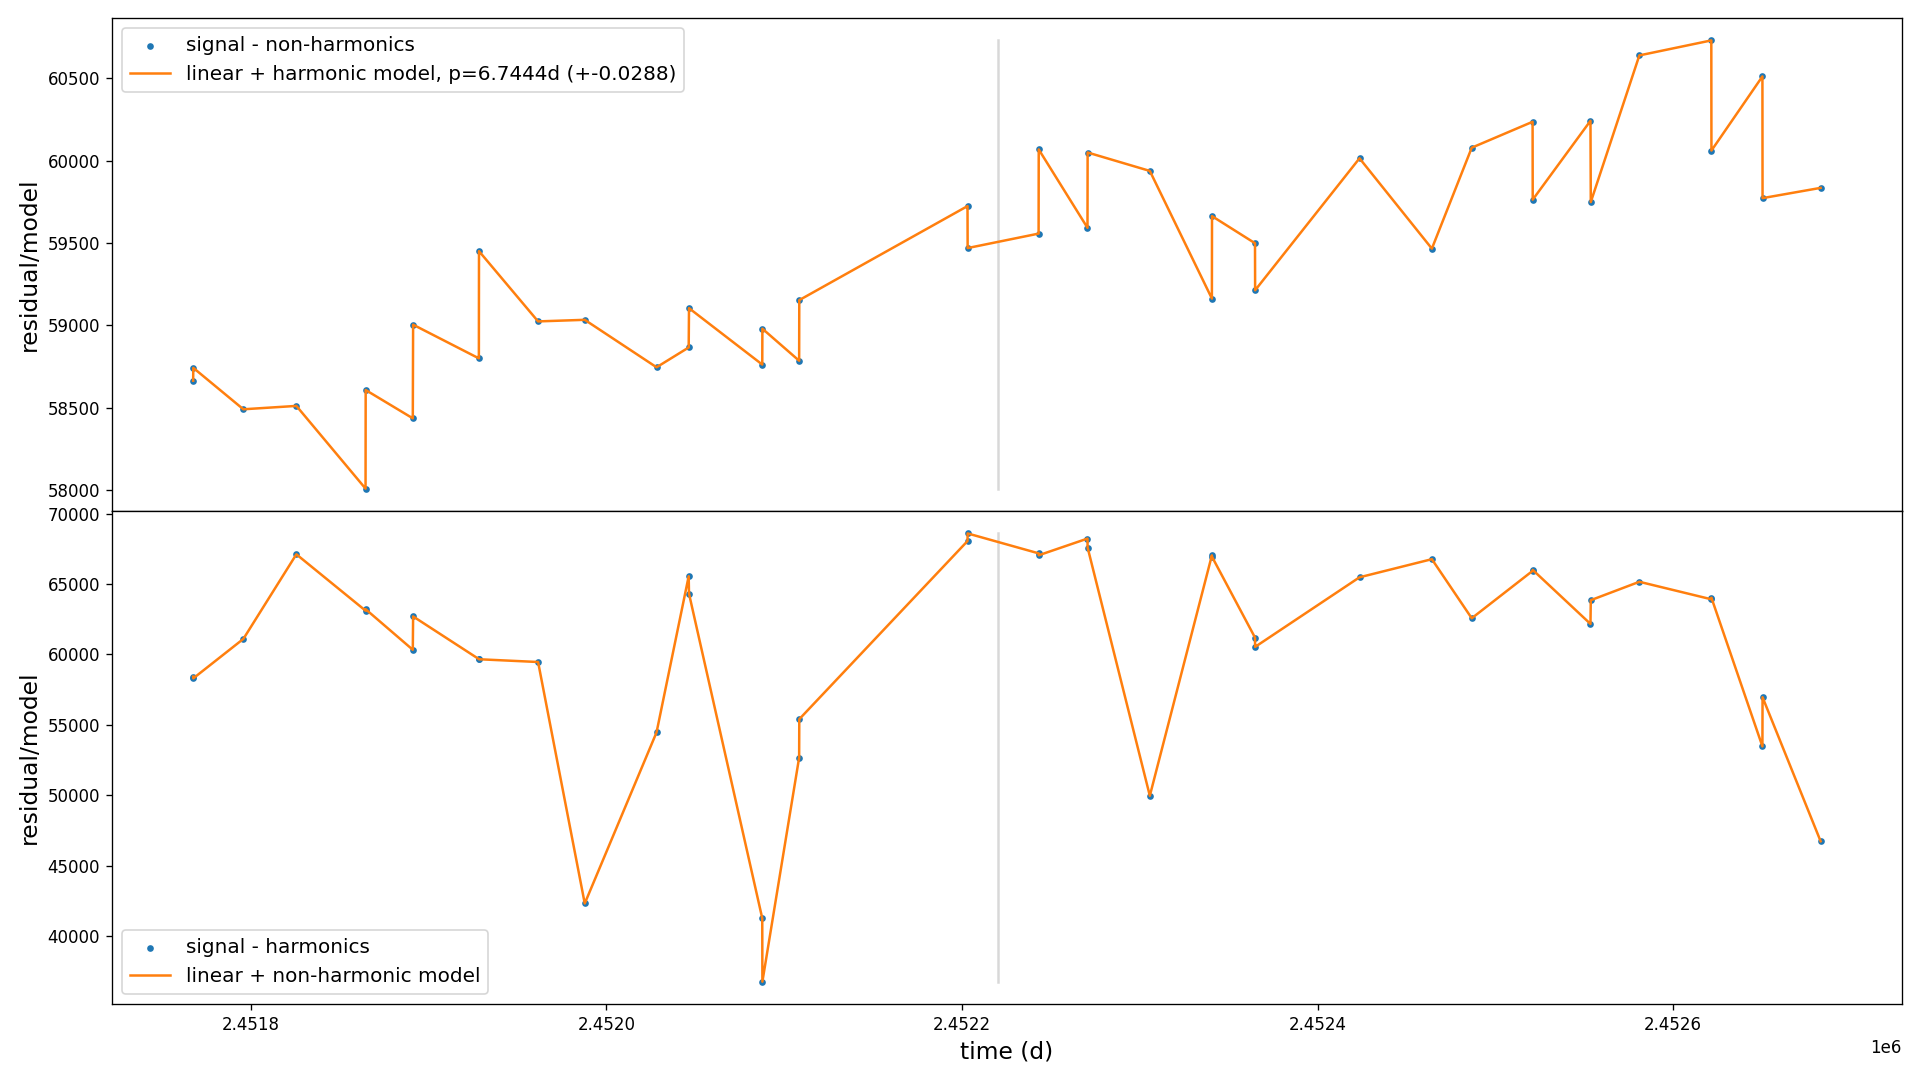 signal - non-harmonics
linear + harmonic model, p=6.7444d (+-0.0288)
60500
60000
59500
59000
58500
58000
residual/model
70000
65000
60000
55000
50000
45000
40000
residual/model
signal - harmonics
linear + non-harmonic model
2.4518 2.4520 2.4522 2.4524 2.4526
time (d)
1e6